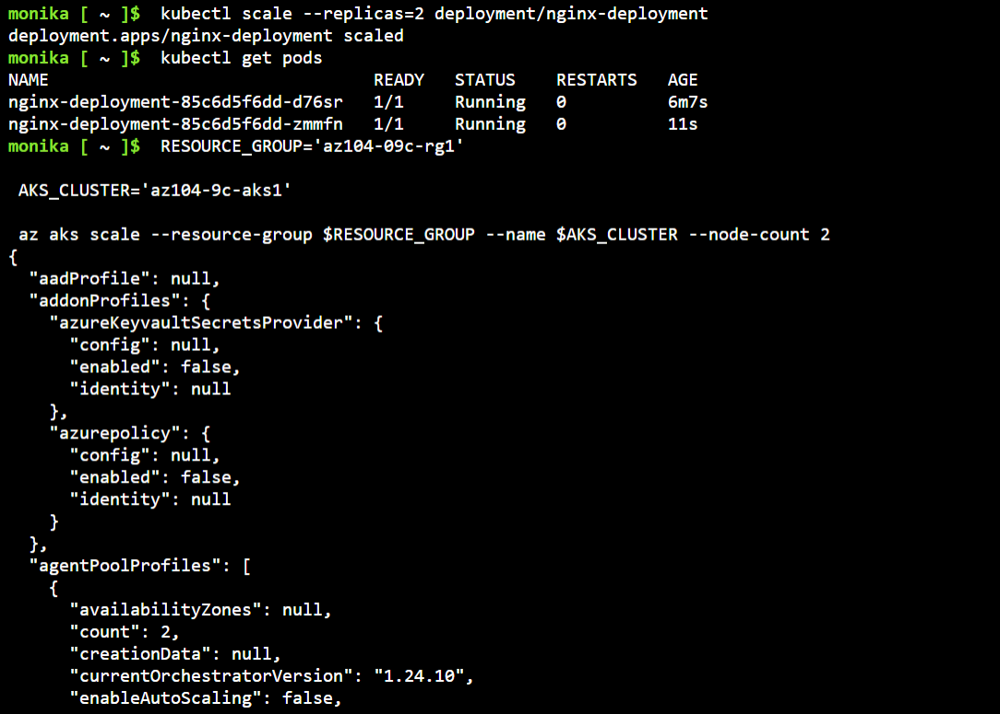 monika [ ~ ]$  kubectl scale --replicas=2 deployment/nginx-deployment
deployment.apps/nginx-deployment scaled
monika [ ~ ]$  kubectl get pods
NAME                                READY   STATUS    RESTARTS   AGE
nginx-deployment-85c6d5f6dd-d76sr   1/1     Running   0          6m7s
nginx-deployment-85c6d5f6dd-zmmfn   1/1     Running   0          11s
monika [ ~ ]$  RESOURCE_GROUP='az104-09c-rg1'
 AKS_CLUSTER='az104-9c-aks1'
 az aks scale --resource-group $RESOURCE_GROUP --name $AKS_CLUSTER --node-count 2
{
  "aadProfile": null,
  "addonProfiles": {
    "azureKeyvaultSecretsProvider": {
      "config": null,
      "enabled": false,
      "identity": null
    },
    "azurepolicy": {
      "config": null,
      "enabled": false,
      "identity": null
    }
  },
  "agentPoolProfiles": [
    {
      "availabilityZones": null,
      "count": 2,
      "creationData": null,
      "currentOrchestratorVersion": "1.24.10",
      "enableAutoScaling": false,